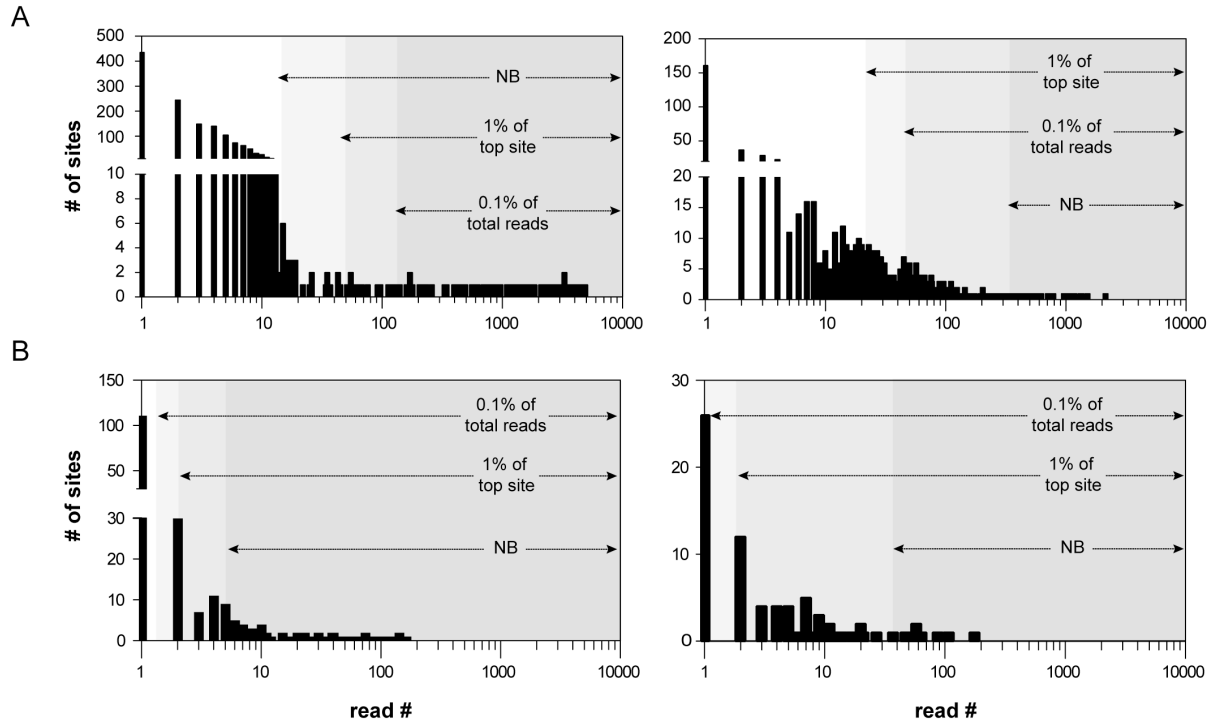 A
500
400
300
200
100
10
8
6
4
2
0
# of sites
NB
1% of
top site
0.1% of
total reads
1
10
100
1000
10000
200
150
100
50
20
15
10
5
0
1% of
top site
0.1% of
total reads
NB
1
10
100
1000
10000
B
150
100
50
30
20
10
0
# of sites
0.1% of
total reads
1% of
top site
NB
1
10
100
1000
10000
read #
30
20
10
0
0.1% of
total reads
1% of
top site
NB
1
10
100
1000
10000
read #